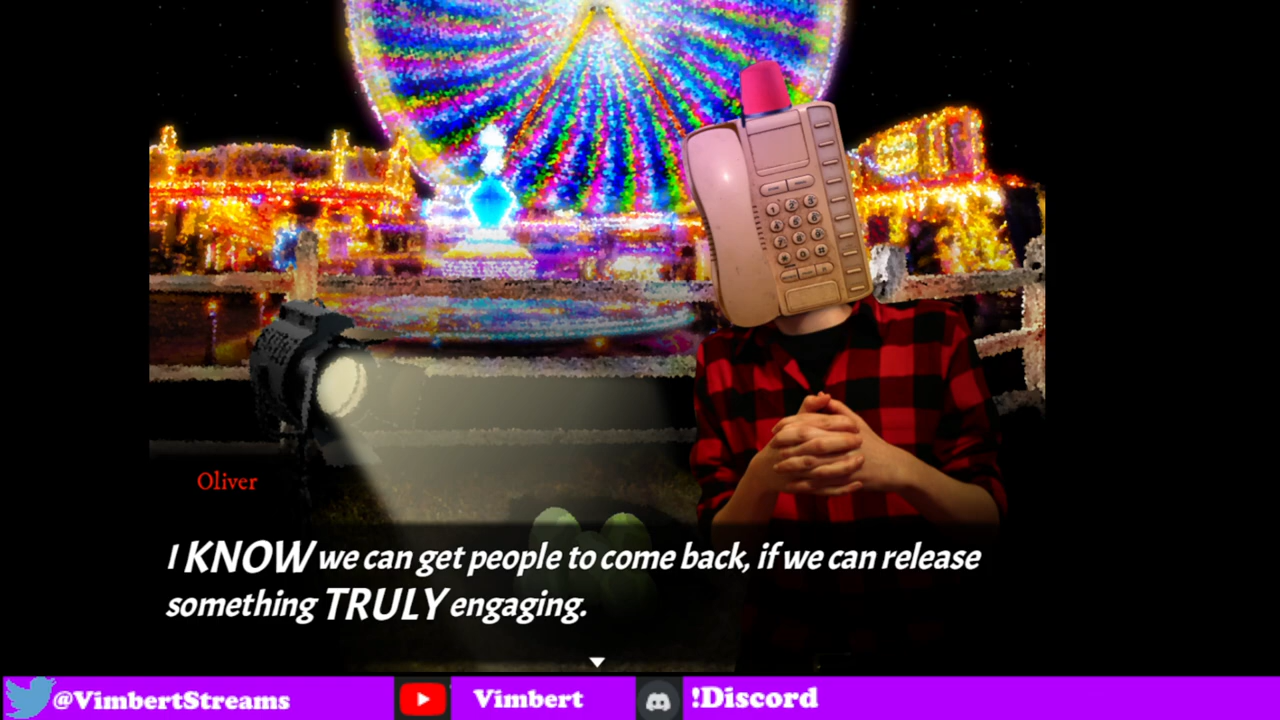 Oliver
I KNOW we can get people to come back, if we can release
something TRULY engaging.
@VimbertStreams
Vimbert
!Discord